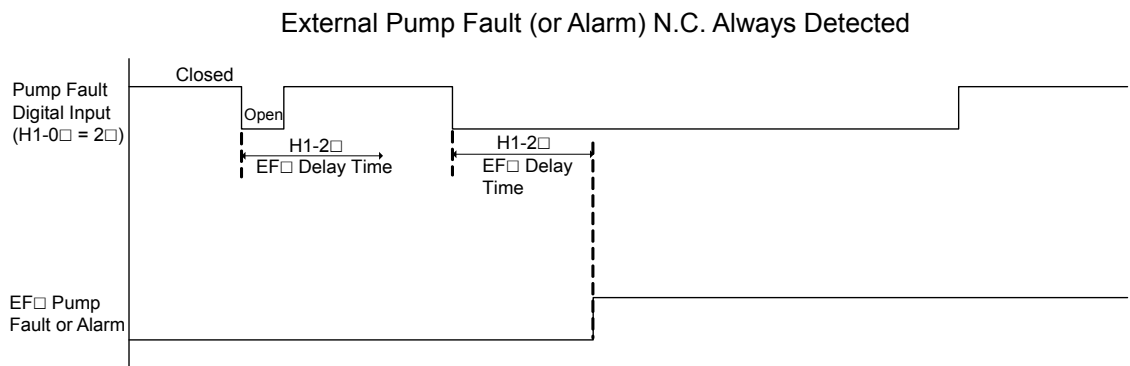 External Pump Fault (or Alarm) N.C. Always Detected
Closed
Pump Fault
Digital Input
(H1-0□ = 2□)
Open
H1-2□
EF□ Delay Time
H1-2□
EF□ Delay
Time
EF□ Pump
Fault or Alarm